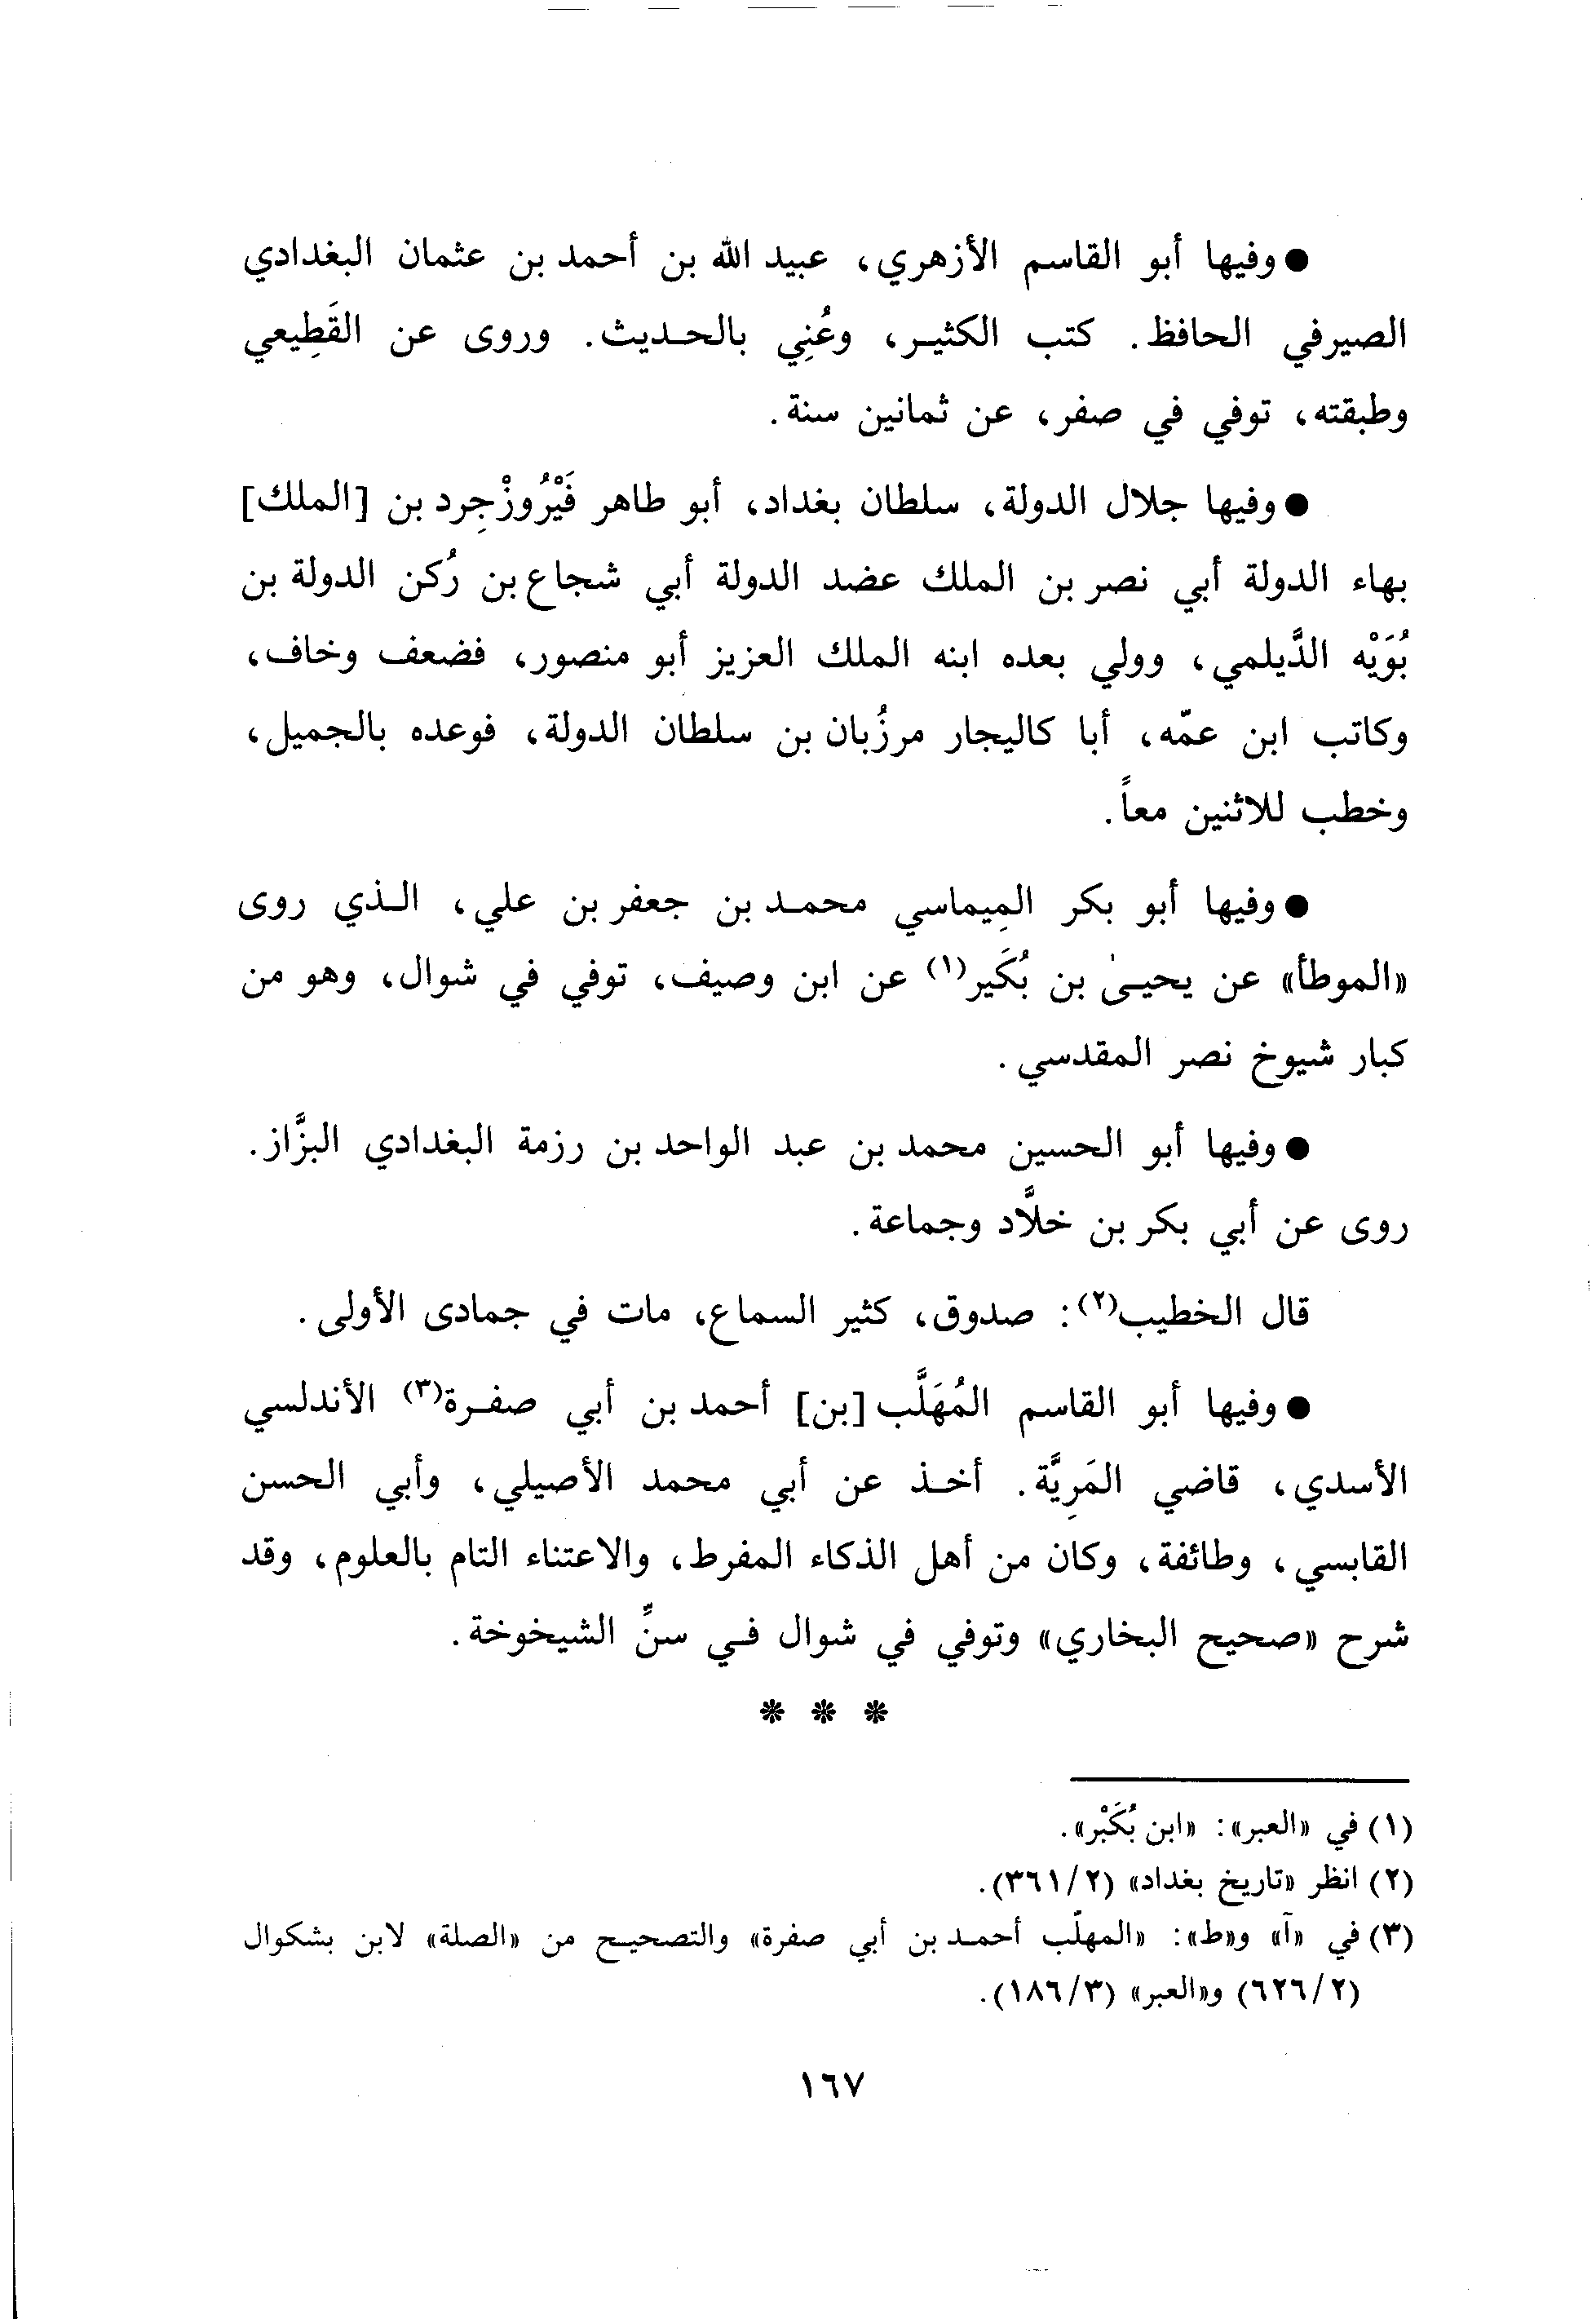 ● وفيها أبو القاسم الأزهري، عبيد الله بن أحمد بن عثمان البغدادي
الصيرفي الحافظ. كتب الكثير، وعُنِي بالحديث. وروى عن القَطِيعي
وطبقته، توفي في صفر، عن ثمانين سنة.
● وفيها جلال الدولة، سلطان بغداد، أبو طاهر فَيْرُوزْجِرد بن [الملك]
بهاء الدولة أبي نصر بن الملك عضد الدولة أبي شجاع بن رُكن الدولة بن
بُوَيْه الدَّيلمي، وولي بعده ابنه الملك العزيز أبو منصور، فضعف وخاف،
وكاتب ابن عمّه، أبا كاليجار مرزُبان بن سلطان الدولة، فوعده بالجميل،
وخطب للاثنين معاً.
● وفيها أبو بكر المِيماسي محمد بن جعفر بن علي، الذي روى
«الموطأ» عن يحيىٰ بن بُكَير(١) عن ابن وصيف، توفي في شوال، وهو من
كبار شيوخ نصر المقدسي.
● وفيها أبو الحسين محمد بن عبد الواحد بن رزمة البغدادي البزَّاز.
روى عن أبي بكر بن خلَّاد وجماعة.
قال الخطيب(٢): صدوق، كثير السماع، مات في جمادى الأولى.
● وفيها أبو القاسم المُهَلَّب [بن] أحمد بن أبي صفرة(٣) الأندلسي
الأسدي، قاضي المَرِيَّة. أخذ عن أبي محمد الأصيلي، وأبي الحسن
القابسي، وطائفة، وكان من أهل الذكاء المفرط، والاعتناء التام بالعلوم، وقد
شرح «صحيح البخاري» وتوفي في شوال في سنِّ الشيخوخة.
* * *
(١) في «العبر»: «ابن بُكَبْر».
(٢) انظر «تاريخ بغداد» (٢/ ٣٦١).
(٣) في «آ» و«ط»: «المهلّب أحمد بن أبي صفرة» والتصحيح من «الصلة» لابن بشكوال
(٢/ ٦٢٦) و«العبر» (٣/ ١٨٦).
١٦٧